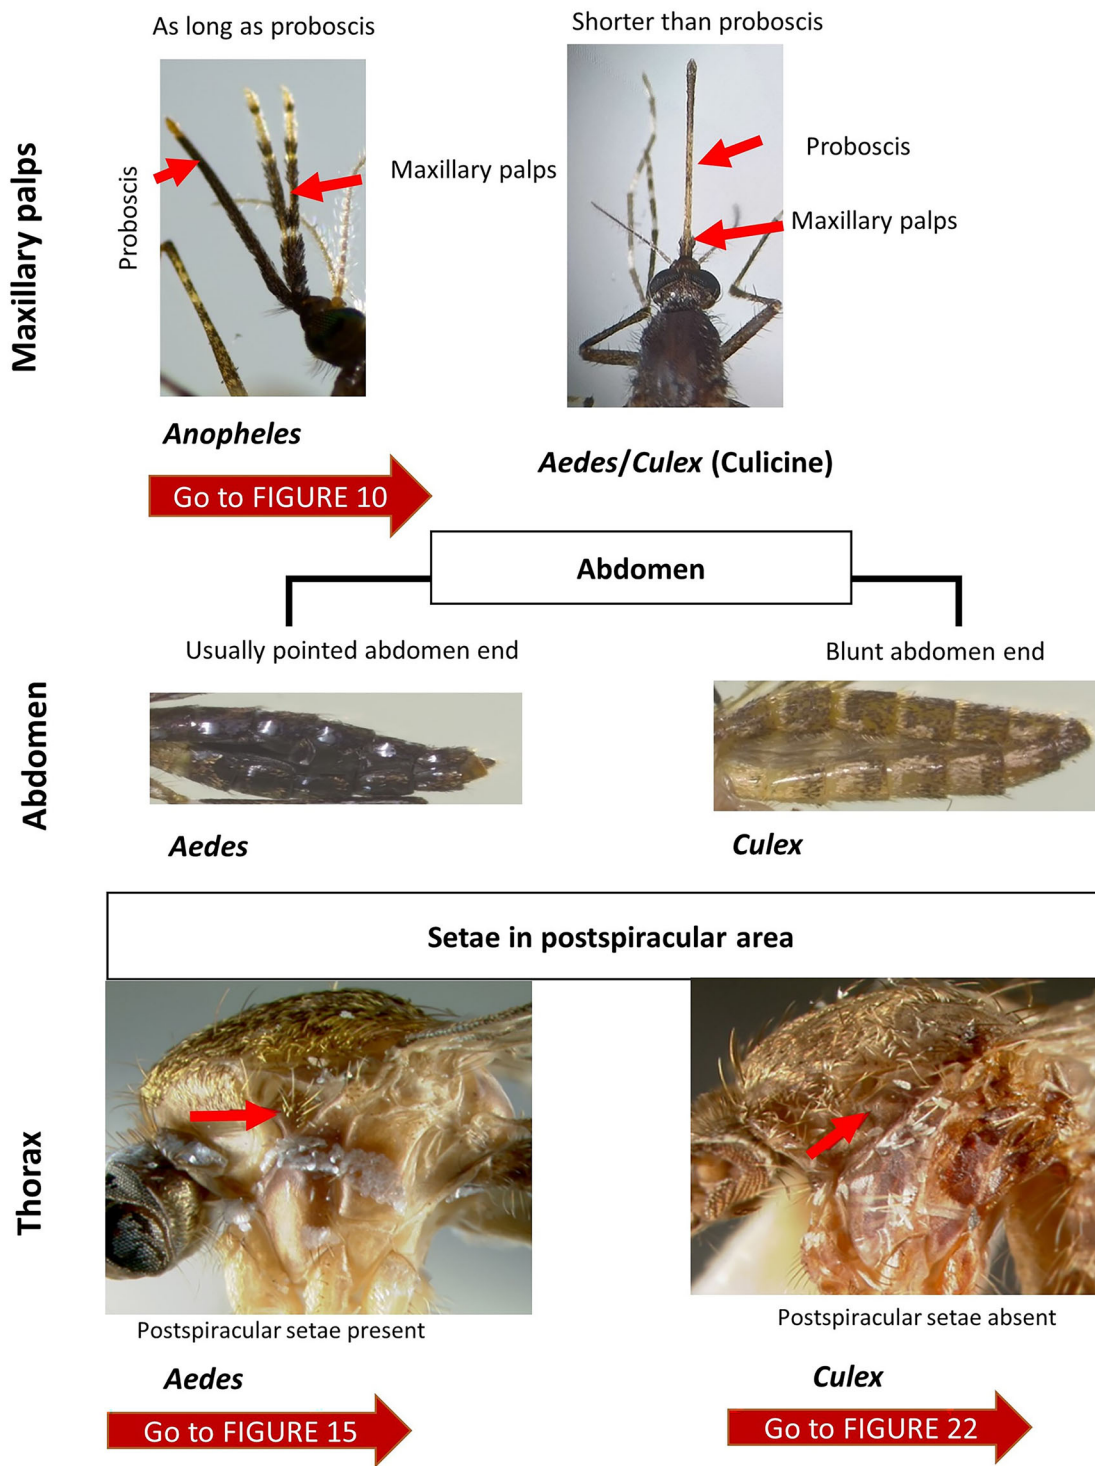 As long as proboscis
Shorter than proboscis
Maxillary palps
Proboscis
Maxillary palps
Proboscis
Maxillary palps
Anopheles
Aedes/Culex (Culicine)
Go to FIGURE 10
Abdomen
Usually pointed abdomen end
Blunt abdomen end
Abdomen
Aedes
Culex
Setae in postspiracular area
Thorax
Postspiracular setae present
Postspiracular setae absent
Aedes
Culex
Go to FIGURE 15
Go to FIGURE 22